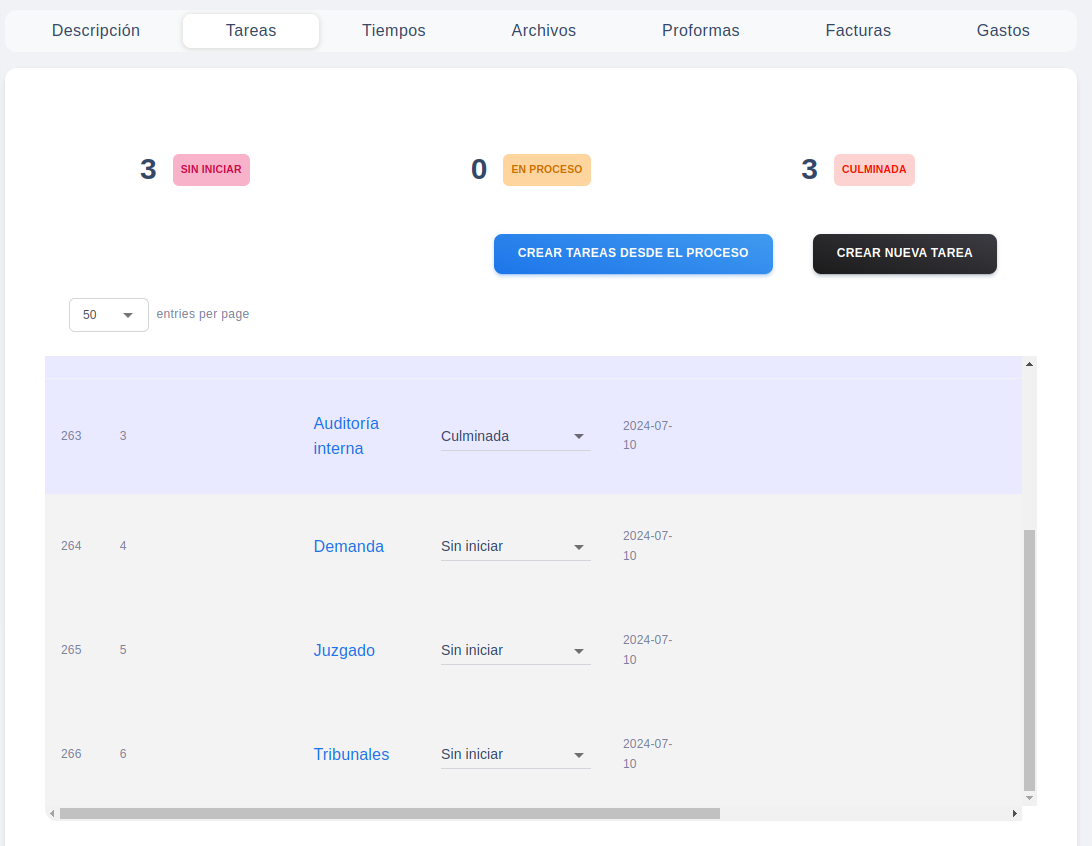 Descripción Tareas Tiempos Archivos Proformas Facturas Gastos
3 SIN INICIAR 0 EN PROCESO 3 CULMINADA
CREAR TAREAS DESDE EL PROCESO CREAR NUEVA TAREA
50 entries per page
263 3 Auditoría interna Culminada 2024-07-10
264 4 Demanda Sin iniciar 2024-07-10
265 5 Juzgado Sin iniciar 2024-07-10
266 6 Tribunales Sin iniciar 2024-07-10